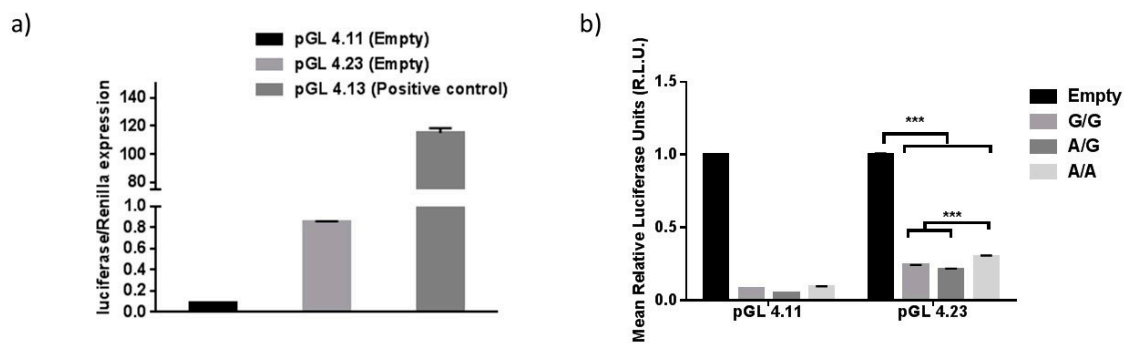 a)
pGL 4.11 (Empty)
pGL 4.23 (Empty)
pGL 4.13 (Positive control)
luciferase/Renilla expression
140
120
100
80
1.0
0.8
0.6
0.4
0.2
0.0
b)
Mean Relative Luciferase Units (R.L.U.)
1.5
1.0
0.5
0.0
***
***
pGL 4.11
pGL 4.23
Empty
G/G
A/G
A/A